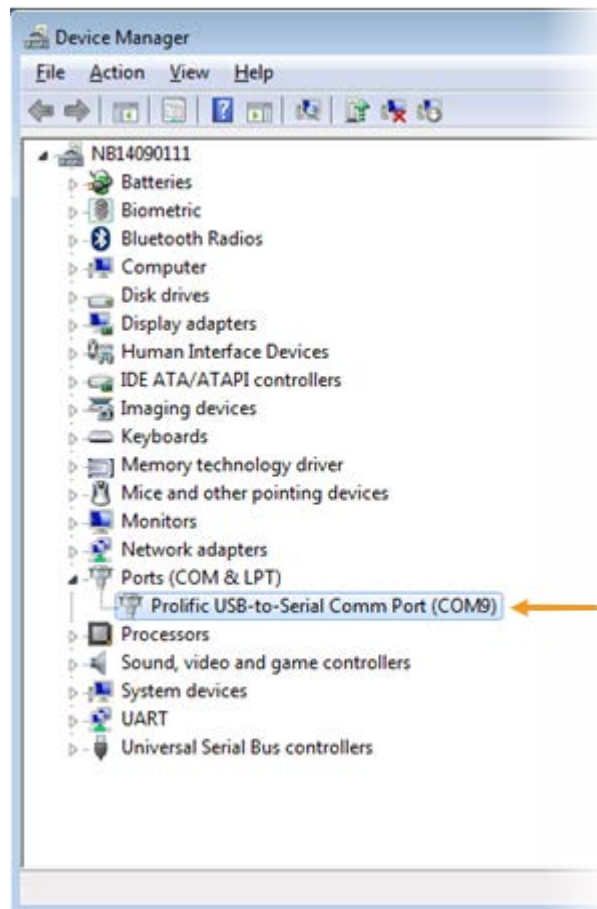 Device Manager
File Action View Help
NB14090111
Batteries
Biometric
Bluetooth Radios
Computer
Disk drives
Display adapters
Human Interface Devices
IDE ATA/ATAPI controllers
Imaging devices
Keyboards
Memory technology driver
Mice and other pointing devices
Monitors
Network adapters
Ports (COM & LPT)
Prolific USB-to-Serial Comm Port (COM9)
Processors
Sound, video and game controllers
System devices
UART
Universal Serial Bus controllers